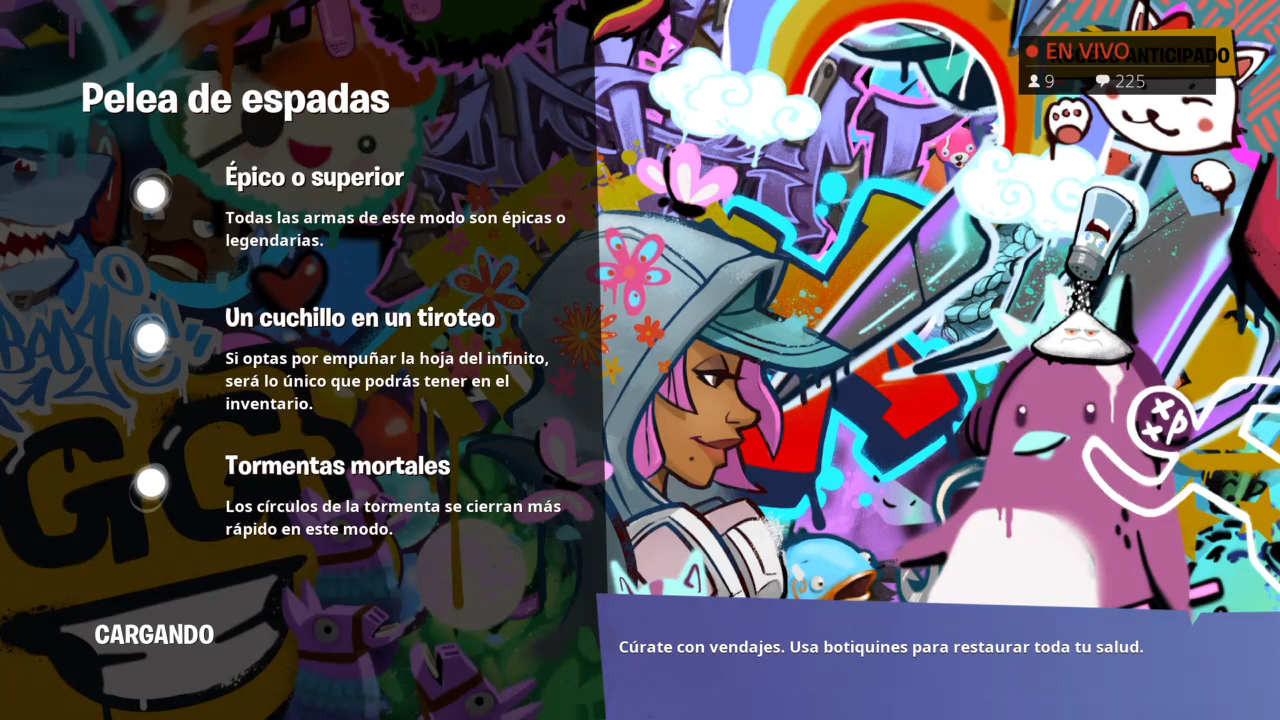 EN VIVO
ANTICIPADO
9 225
Pelea de espadas
Épico o superior
Todas las armas de este modo son épicas o
legendarias.
Un cuchillo en un tiroteo
Si optas por empuñar la hoja del infinito,
será lo único que podrás tener en el
inventario.
Tormentas mortales
Los círculos de la tormenta se cierran más
rápido en este modo.
GG
CARGANDO
Cúrate con vendajes. Usa botiquines para restaurar toda tu salud.